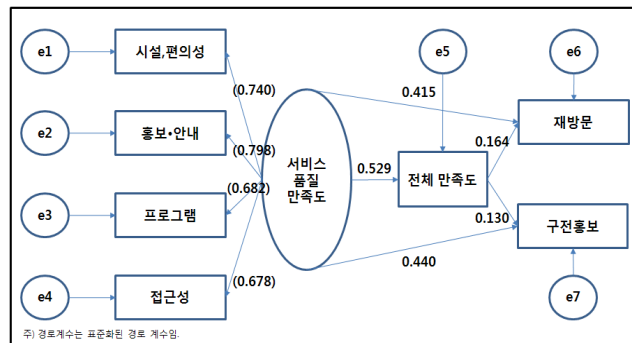 e1
시설,편의성
e2
홍보•안내
e3
프로그램
e4
접근성
(0.740)
(0.798)
(0.682)
(0.678)
서비스
품질
만족도
0.529
0.415
0.440
e5
전체 만족도
0.164
0.130
e6
재방문
구전홍보
e7
주) 경로계수는 표준화된 경로 계수임.